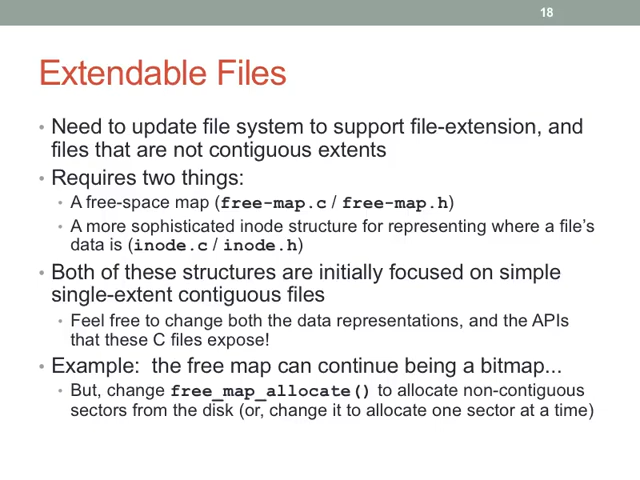 18
Extendable Files
• Need to update file system to support file-extension, and
files that are not contiguous extents
• Requires two things:
• A free-space map (free-map.c / free-map.h)
• A more sophisticated inode structure for representing where a file's
data is (inode.c / inode.h)
• Both of these structures are initially focused on simple
single-extent contiguous files
• Feel free to change both the data representations, and the APIs
that these C files expose!
• Example:  the free map can continue being a bitmap...
• But, change free_map_allocate() to allocate non-contiguous
sectors from the disk (or, change it to allocate one sector at a time)